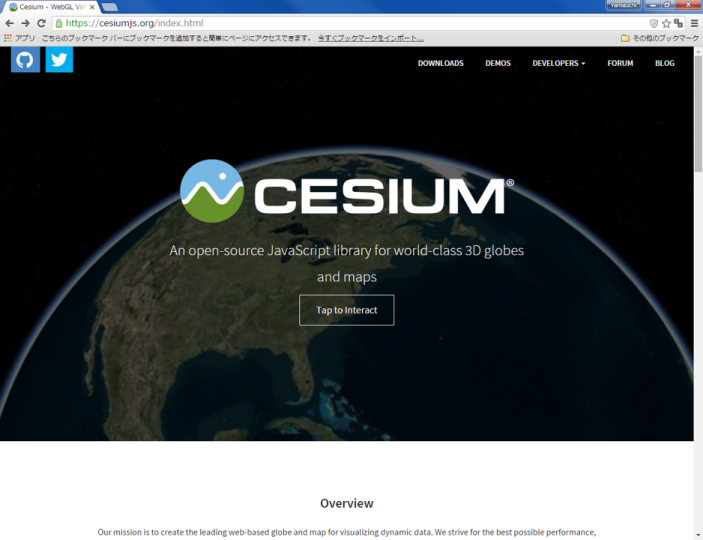 Cesium - WebGL Virt
Yamauchi
https://cesiumjs.org/index.html
アプリ こちらのブックマーク バーにブックマークを追加すると簡単にページにアクセスできます。 今すぐブックマークをインポート... その他のブックマーク
DOWNLOADS DEMOS DEVELOPERS FORUM BLOG
CESIUM®
An open-source JavaScript library for world-class 3D globes
and maps
Tap to Interact
Overview
Our mission is to create the leading web-based globe and map for visualizing dynamic data. We strive for the best possible performance,